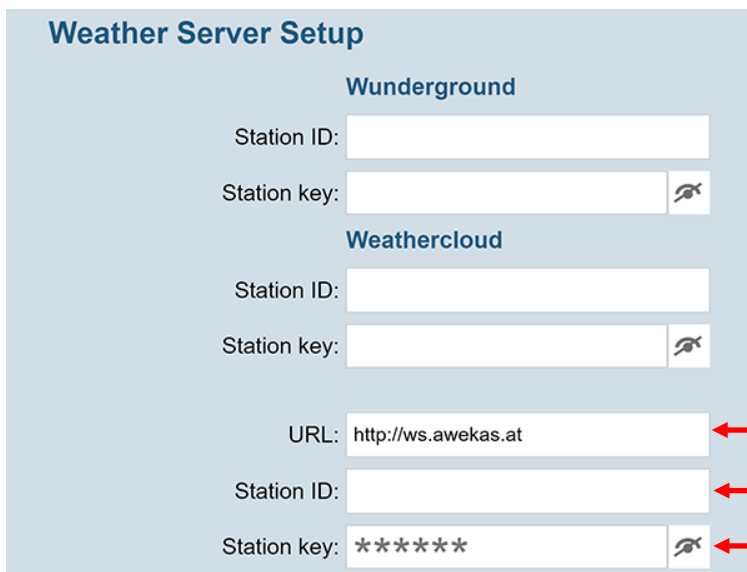 Weather Server Setup
Wunderground
Station ID:
Station key:
Weathercloud
Station ID:
Station key:
URL: http://ws.awekas.at
Station ID:
Station key: ******